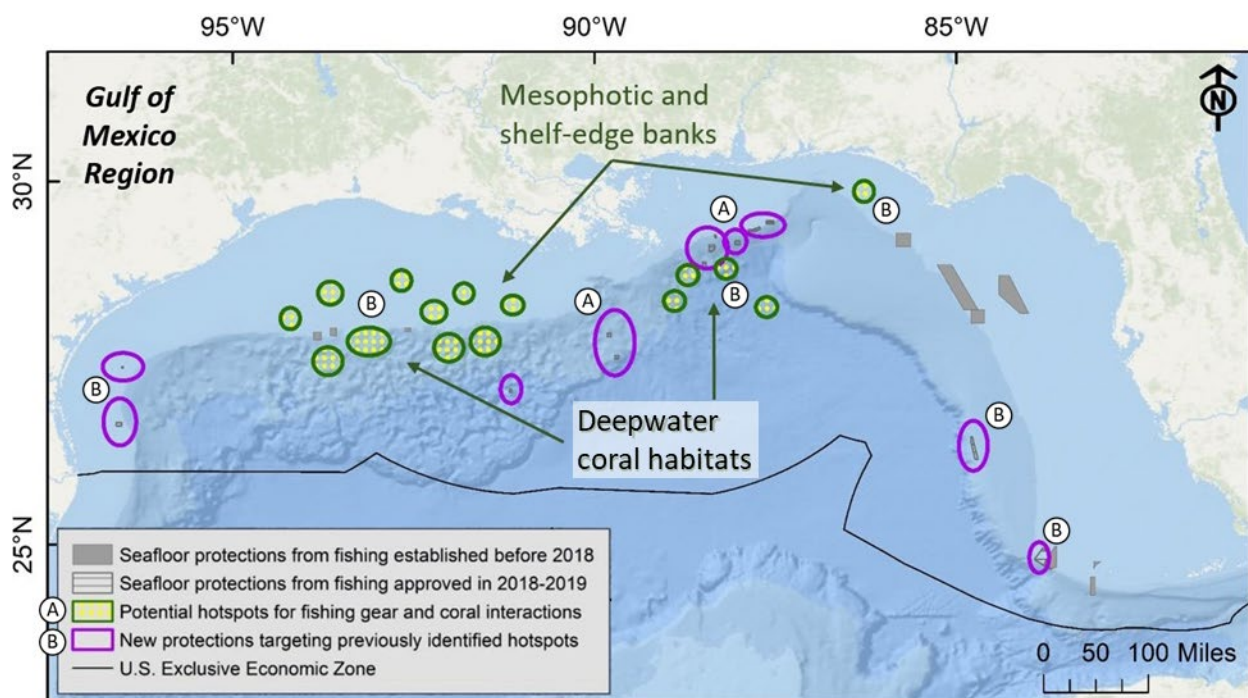 95°W
90°W
85°W
Gulf of
Mexico
Region
Mesophotic and
shelf-edge banks
N
30°N
A
B
B
A
B
B
Deepwater
coral habitats
B
25°N
B
Seafloor protections from fishing established before 2018
Seafloor protections from fishing approved in 2018-2019
A Potential hotspots for fishing gear and coral interactions
B New protections targeting previously identified hotspots
U.S. Exclusive Economic Zone
0 50 100 Miles